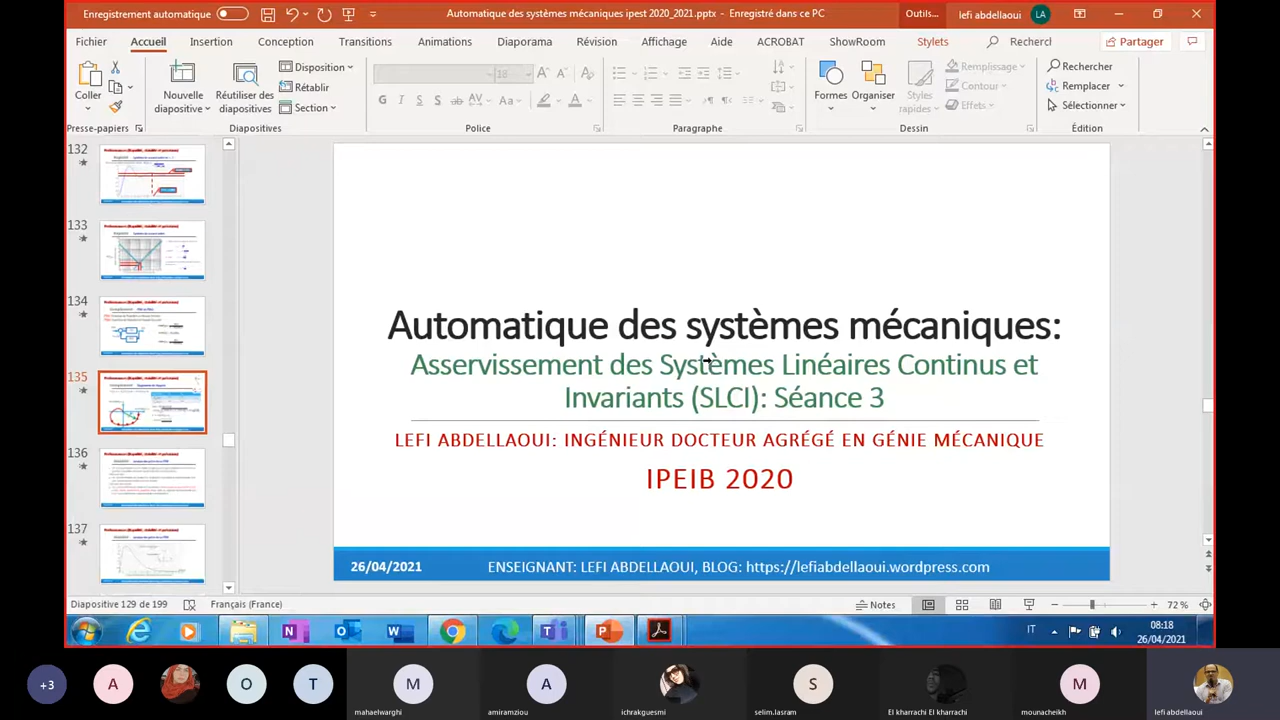 Enregistrement automatique
Automatique des systèmes mécaniques ipest 2020_2021.pptx - Enregistré dans ce PC
Outils...
lefi abdellaoui
LA
Fichier
Accueil
Insertion
Conception
Transitions
Animations
Diaporama
Révision
Affichage
Aide
ACROBAT
ShowRoom
Stylets
Rechercl
Partager
Coller
Nouvelle
diapositive
Réutiliser des
diapositives
Disposition
Rétablir
Section
18
G I S S ab AV Aa A
Formes
Organiser
Styles
rapides
Remplissage
Contour
Effets
Rechercher
Remplacer
Sélectionner
Presse-papiers
Diapositives
Police
Paragraphe
Dessin
Édition
132
133
134
135
136
137
Automatique des systèmes mécaniques:
Asservissement des Systèmes Linéaires Continus et
Invariants (SLCI): Séance 3
LEFI ABDELLAOUI: INGÉNIEUR DOCTEUR AGRÉGÉ EN GÉNIE MÉCANIQUE
IPEIB 2020
26/04/2021
ENSEIGNANT: LEFI ABDELLAOUI, BLOG: https://lefiabdellaoui.wordpress.com
Diapositive 129 de 199
Français (France)
Notes
72 %
IT
08:18
26/04/2021
+3
A
O
T
M
A
S
M
mahaelwarghi
amiramziou
ichrakguesmi
selim.lasram
El kharrachi El kharrachi
mounacheikh
lefi abdellaoui